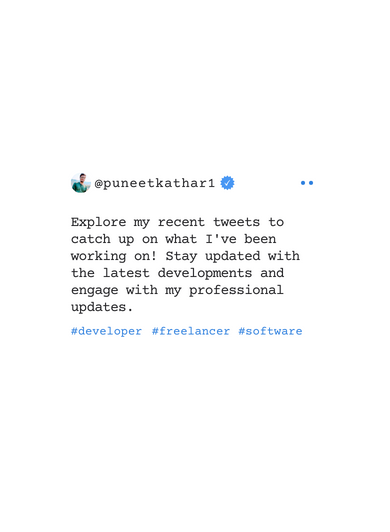 @puneetkathar1
Explore my recent tweets to
catch up on what I've been
working on! Stay updated with
the latest developments and
engage with my professional
updates.
#developer #freelancer #software